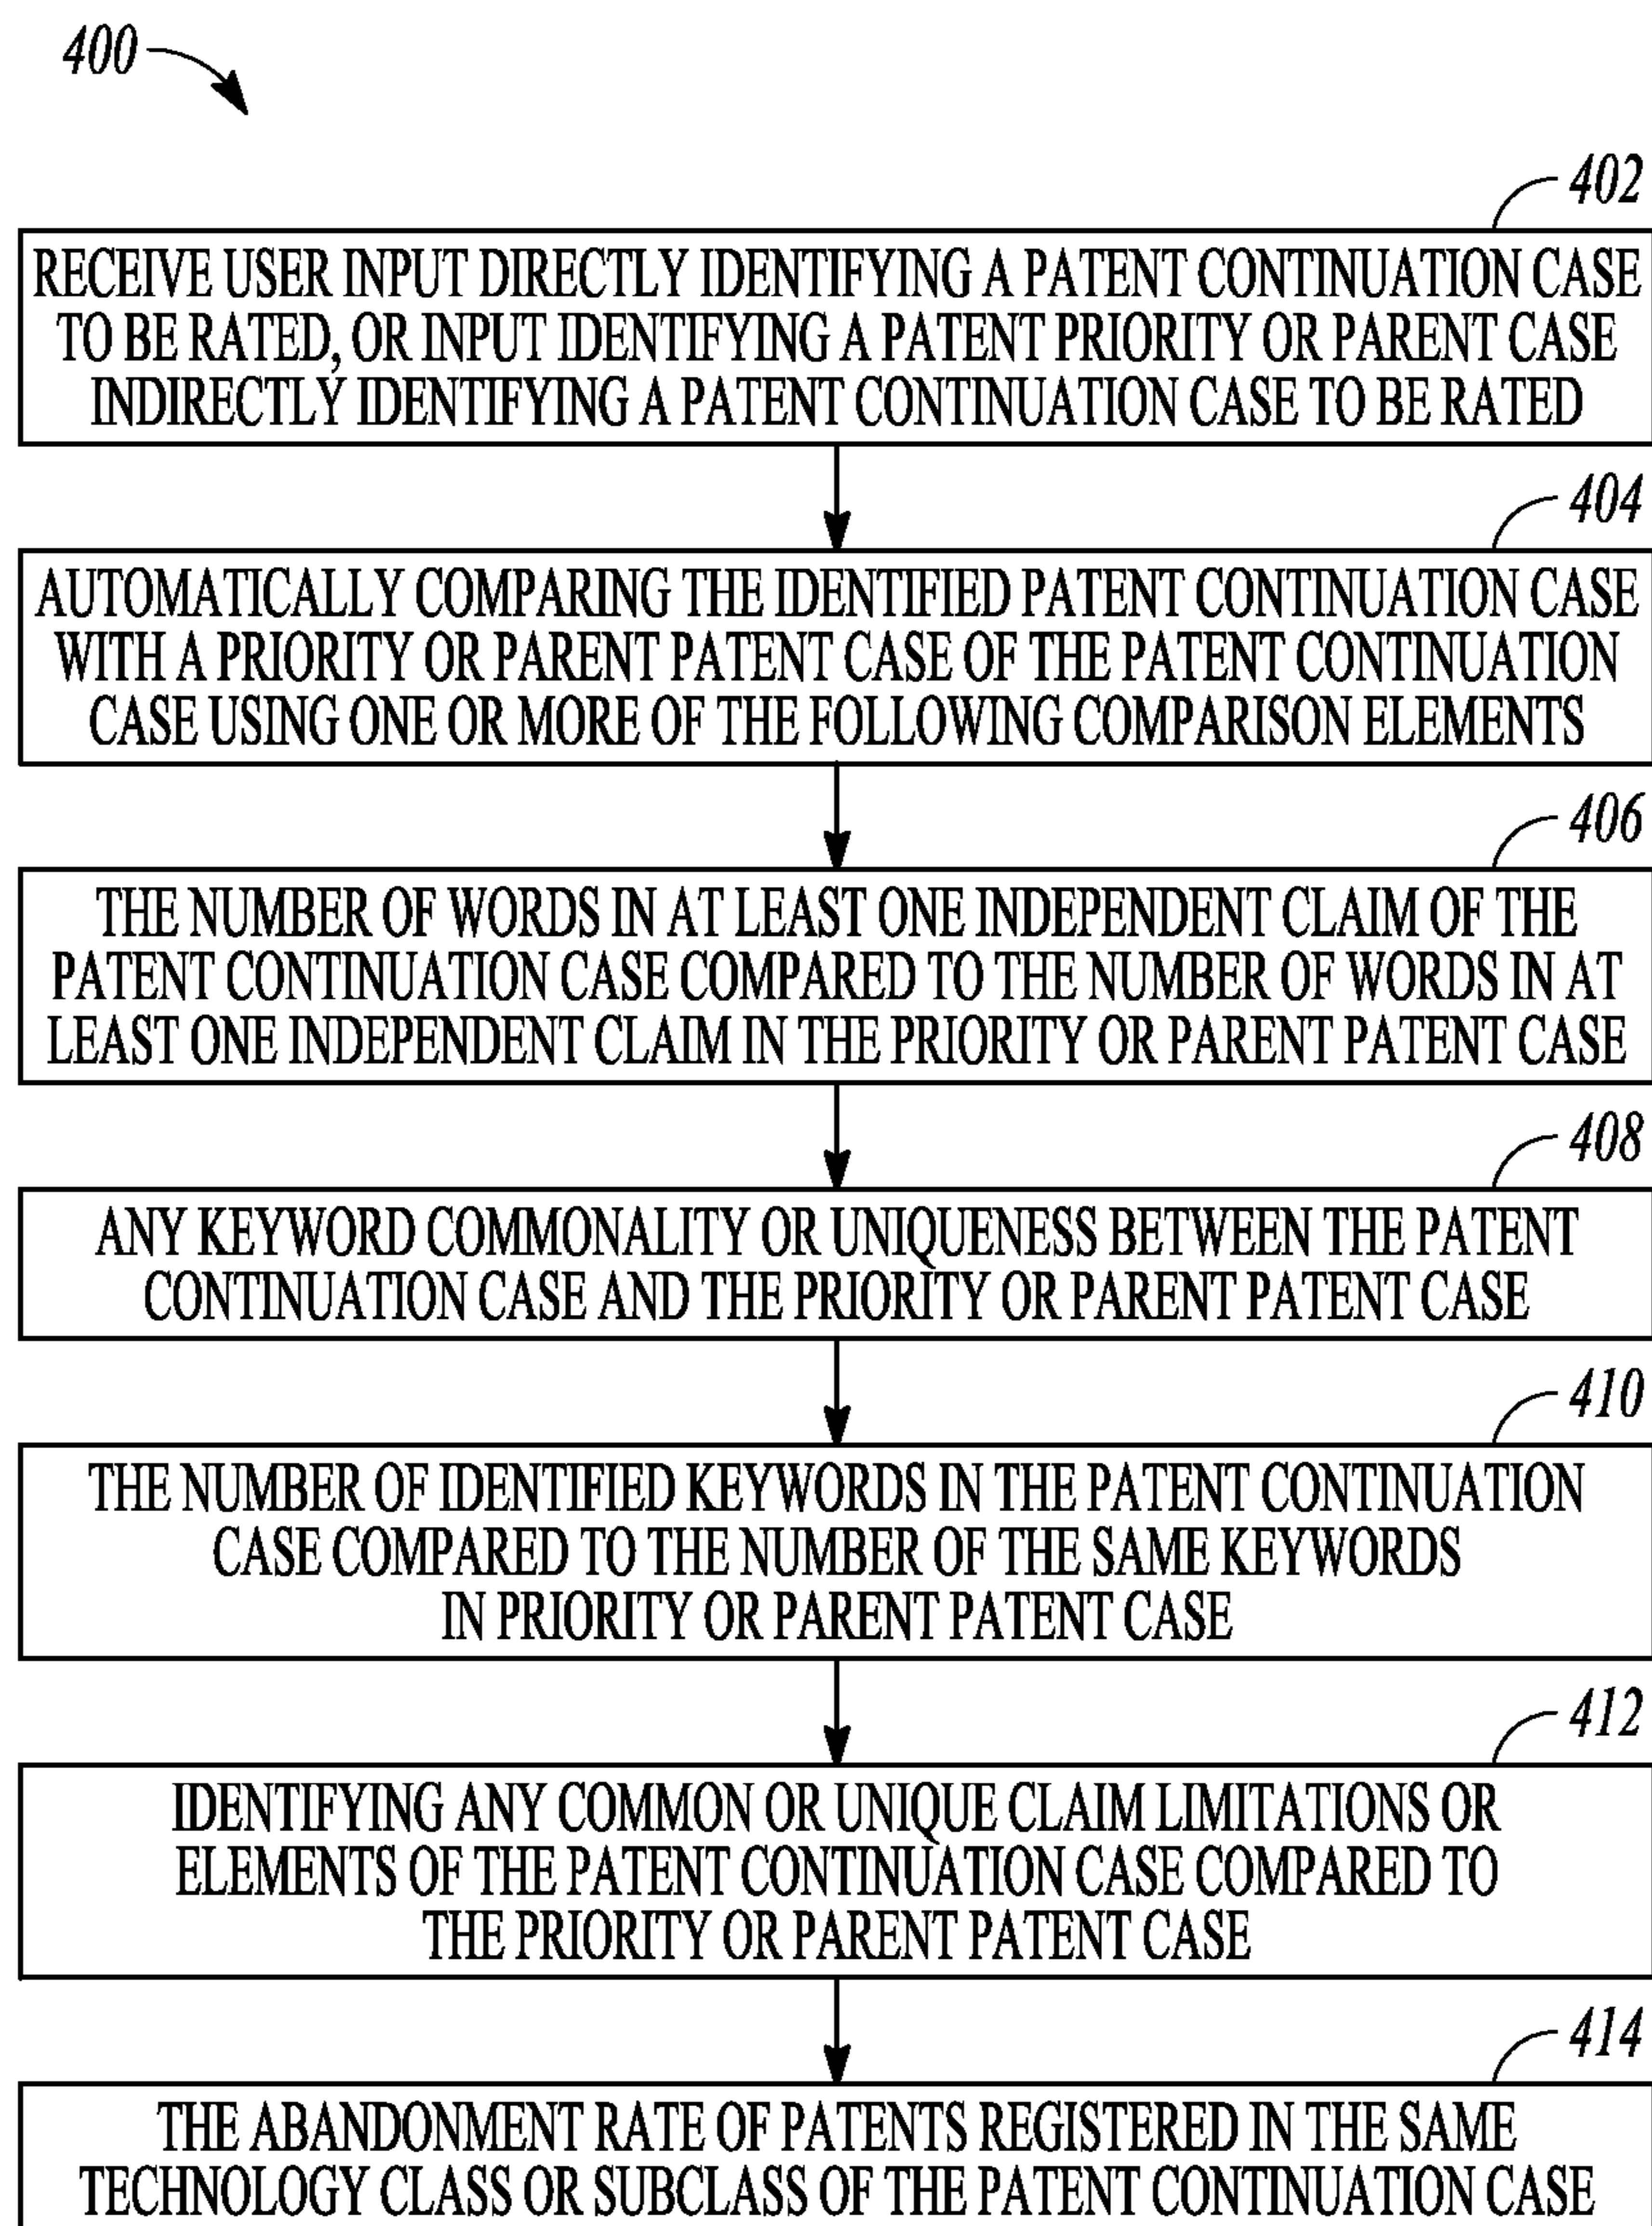 400
402
RECEIVE USER INPUT DIRECTLY IDENTIFYING A PATENT CONTINUATION CASE
TO BE RATED, OR INPUT IDENTIFYING A PATENT PRIORITY OR PARENT CASE
INDIRECTLY IDENTIFYING A PATENT CONTINUATION CASE TO BE RATED
404
AUTOMATICALLY COMPARING THE IDENTIFIED PATENT CONTINUATION CASE
WITH A PRIORITY OR PARENT PATENT CASE OF THE PATENT CONTINUATION
CASE USING ONE OR MORE OF THE FOLLOWING COMPARISON ELEMENTS
406
THE NUMBER OF WORDS IN AT LEAST ONE INDEPENDENT CLAIM OF THE
PATENT CONTINUATION CASE COMPARED TO THE NUMBER OF WORDS IN AT
LEAST ONE INDEPENDENT CLAIM IN THE PRIORITY OR PARENT PATENT CASE
408
ANY KEYWORD COMMONALITY OR UNIQUENESS BETWEEN THE PATENT
CONTINUATION CASE AND THE PRIORITY OR PARENT PATENT CASE
410
THE NUMBER OF IDENTIFIED KEYWORDS IN THE PATENT CONTINUATION
CASE COMPARED TO THE NUMBER OF THE SAME KEYWORDS
IN PRIORITY OR PARENT PATENT CASE
412
IDENTIFYING ANY COMMON OR UNIQUE CLAIM LIMITATIONS OR
ELEMENTS OF THE PATENT CONTINUATION CASE COMPARED TO
THE PRIORITY OR PARENT PATENT CASE
414
THE ABANDONMENT RATE OF PATENTS REGISTERED IN THE SAME
TECHNOLOGY CLASS OR SUBCLASS OF THE PATENT CONTINUATION CASE